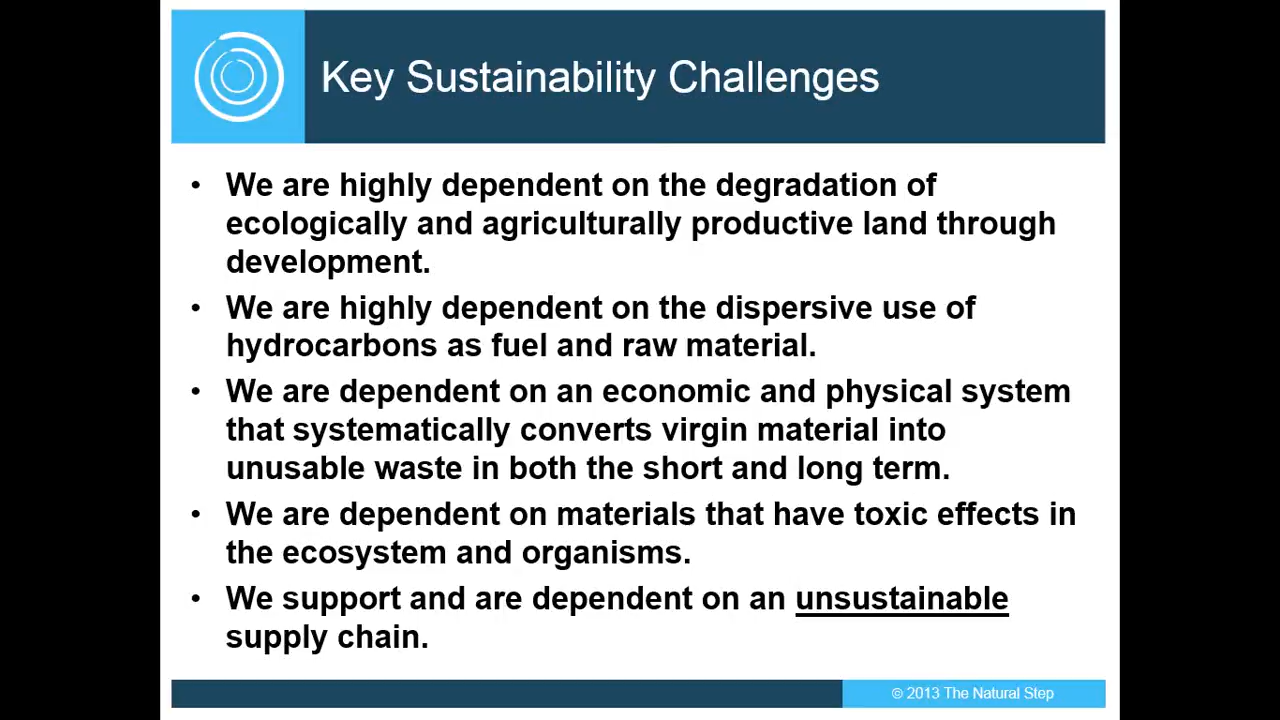 Key Sustainability Challenges
• We are highly dependent on the degradation of
ecologically and agriculturally productive land through
development.
• We are highly dependent on the dispersive use of
hydrocarbons as fuel and raw material.
• We are dependent on an economic and physical system
that systematically converts virgin material into
unusable waste in both the short and long term.
• We are dependent on materials that have toxic effects in
the ecosystem and organisms.
• We support and are dependent on an unsustainable
supply chain.
© 2013 The Natural Step